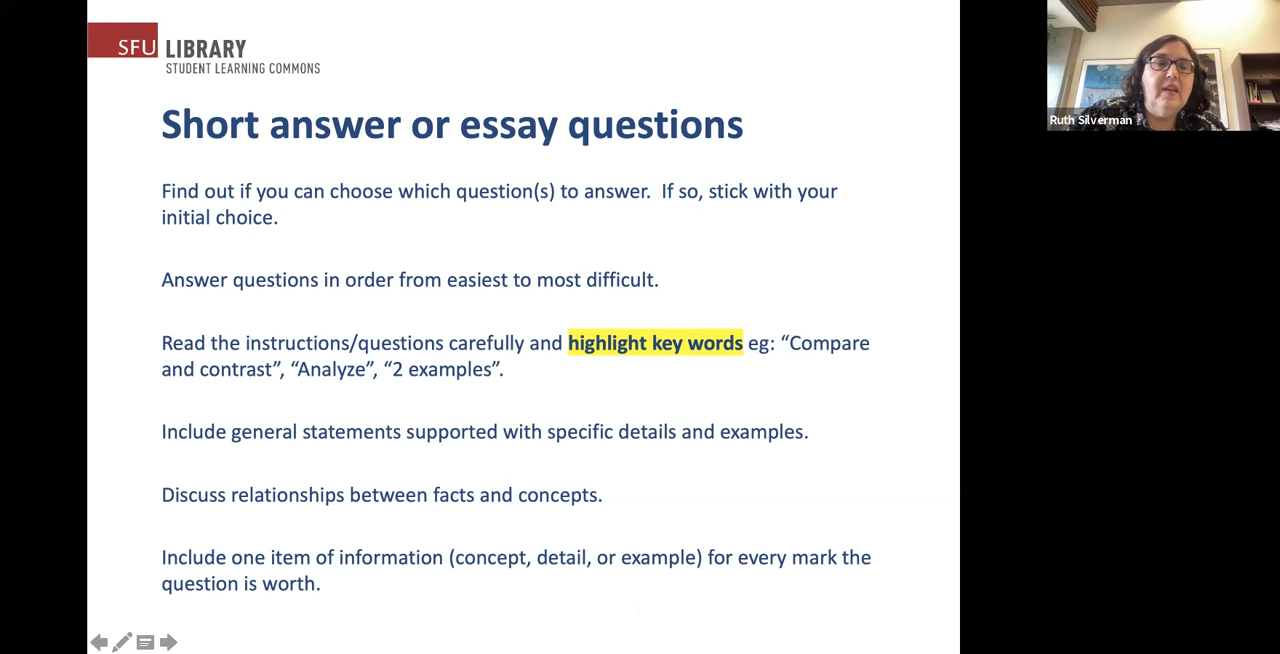 SFU LIBRARY
STUDENT LEARNING COMMONS
Short answer or essay questions
Find out if you can choose which question(s) to answer.  If so, stick with your
initial choice.
Answer questions in order from easiest to most difficult.
Read the instructions/questions carefully and highlight key words eg: “Compare
and contrast”, “Analyze”, “2 examples”.
Include general statements supported with specific details and examples.
Discuss relationships between facts and concepts.
Include one item of information (concept, detail, or example) for every mark the
question is worth.
Ruth Silverman